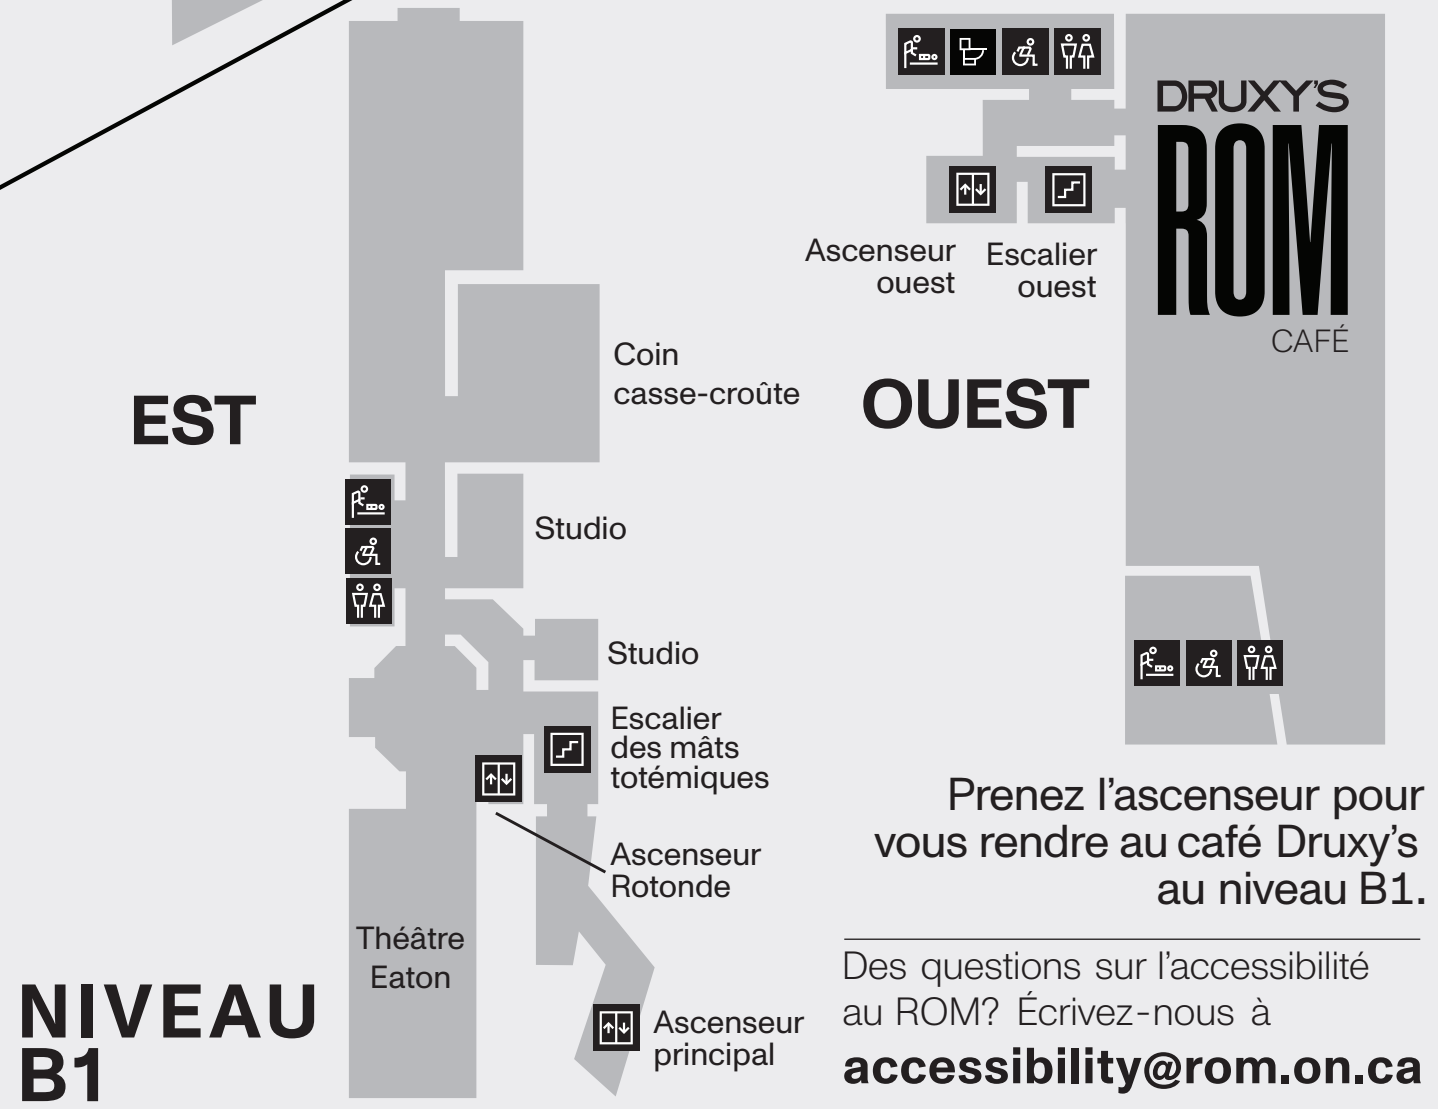 DRUXY'S
ROM
CAFÉ
Ascenseur
ouest
Escalier
ouest
EST
OUEST
Coin
casse-croûte
Studio
Studio
Escalier
des mâts
totémiques
Ascenseur
Rotonde
Théâtre
Eaton
Ascenseur
principal
NIVEAU
B1
Prenez l'ascenseur pour
vous rendre au café Druxy's
au niveau B1.
Des questions sur l'accessibilité
au ROM? Écrivez-nous à
accessibility@rom.on.ca